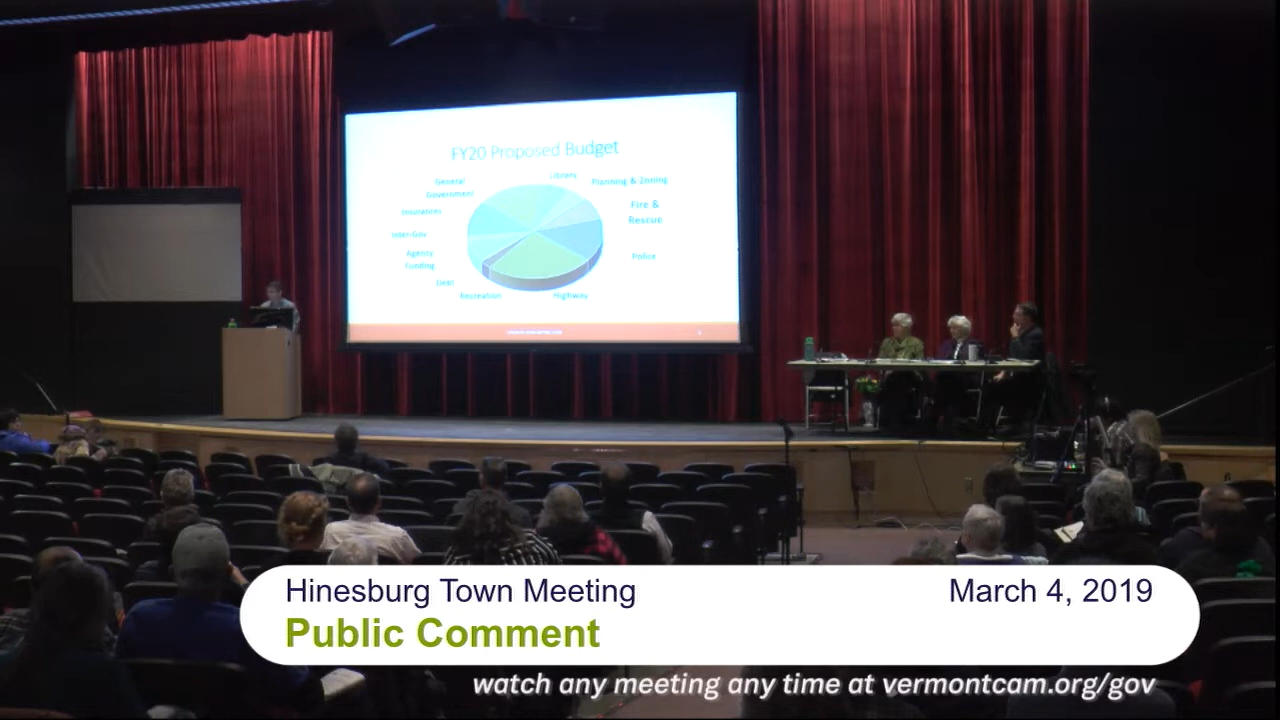 FY20 Proposed Budget
General
Government
Library
Planning & Zoning
Insurances
Fire &
Rescue
Inter-Gov
Agency
Funding
Police
Debt
Recreation
Highway
Hinesburg Town Meeting
March 4, 2019
Public Comment
watch any meeting any time at vermontcam.org/gov